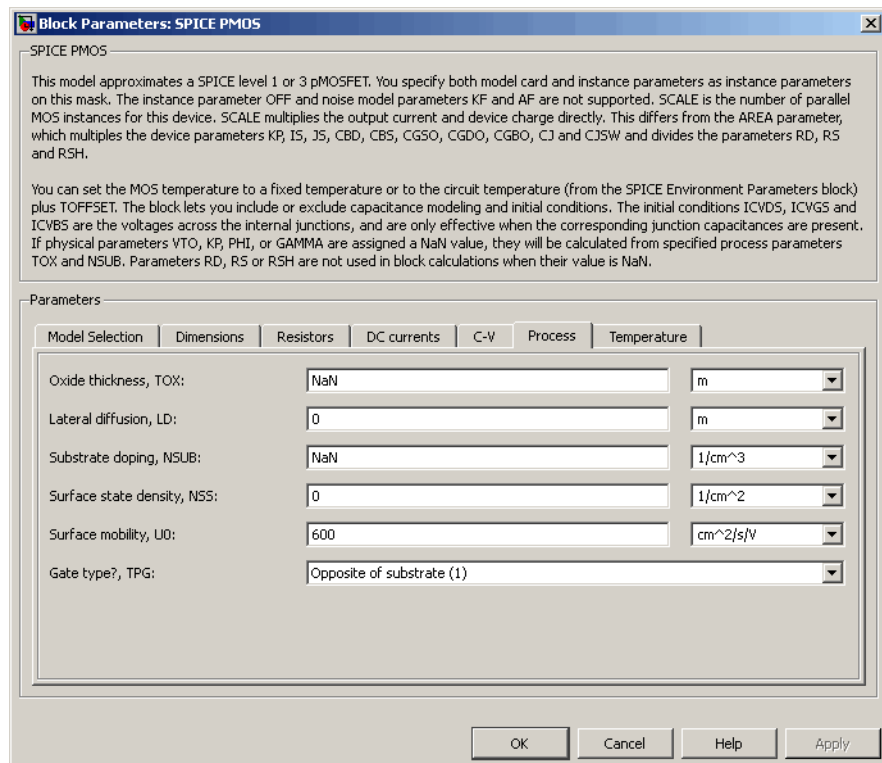 Block Parameters: SPICE PMOS
SPICE PMOS
This model approximates a SPICE level 1 or 3 pMOSFET. You specify both model card and instance parameters as instance parameters
on this mask. The instance parameter OFF and noise model parameters KF and AF are not supported. SCALE is the number of parallel
MOS instances for this device. SCALE multiplies the output current and device charge directly. This differs from the AREA parameter,
which multiples the device parameters KP, IS, JS, CBD, CBS, CGSO, CGDO, CGBO, CJ and CJSW and divides the parameters RD, RS
and RSH.
You can set the MOS temperature to a fixed temperature or to the circuit temperature (from the SPICE Environment Parameters block)
plus TOFFSET. The block lets you include or exclude capacitance modeling and initial conditions. The initial conditions ICVDS, ICVGS and
ICVBS are the voltages across the internal junctions, and are only effective when the corresponding junction capacitances are present.
If physical parameters VTO, KP, PHI, or GAMMA are assigned a NaN value, they will be calculated from specified process parameters
TOX and NSUB. Parameters RD, RS or RSH are not used in block calculations when their value is NaN.
Parameters
Model Selection Dimensions Resistors DC currents C-V Process Temperature
Oxide thickness, TOX: NaN m
Lateral diffusion, LD: 0 m
Substrate doping, NSUB: NaN 1/cm^3
Surface state density, NSS: 0 1/cm^2
Surface mobility, U0: 600 cm^2/s/V
Gate type?, TPG: Opposite of substrate (1)
OK Cancel Help Apply